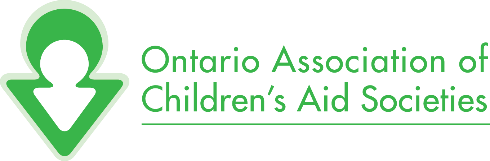 Ontario Association of
Children's Aid Societies